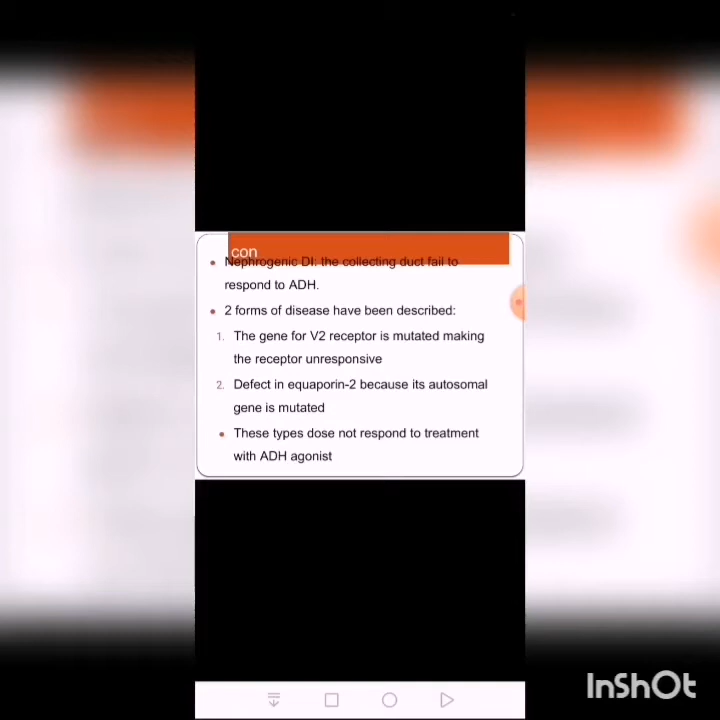 con
Nephrogenic DI: the collecting duct fail to
respond to ADH.
2 forms of disease have been described:
1. The gene for V2 receptor is mutated making
the receptor unresponsive
2. Defect in equaporin-2 because its autosomal
gene is mutated
These types dose not respond to treatment
with ADH agonist
InShOt